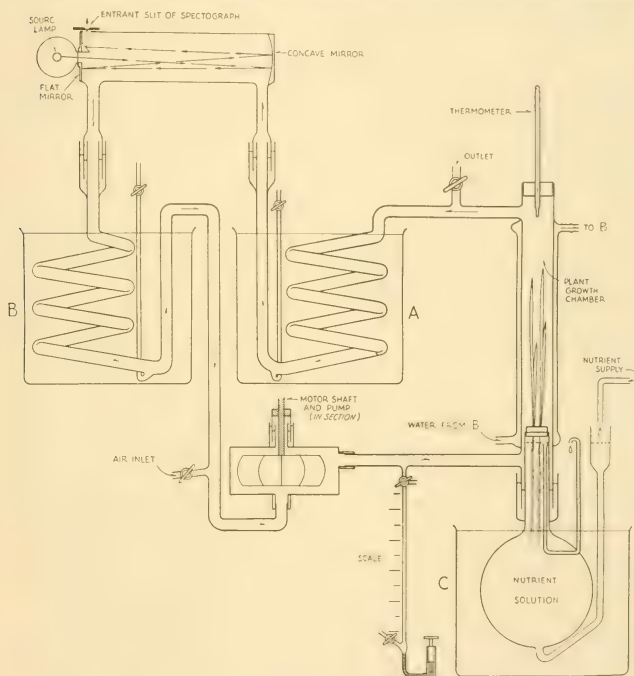 ENTRANT SLIT OF SPECTOGRAPH
SOURC
LAMP
CONCAVE MIRROR
FLAT
MIRROR
THERMOMETER
OUTLET
TO B
PLANT
GROWTH
CHAMBER
B
A
NUTRIENT
SUPPLY
MOTOR SHAFT
AND PUMP
(IN SECTION)
WATER FROM B
AIR INLET
SCALE
C
NUTRIENT
SOLUTION